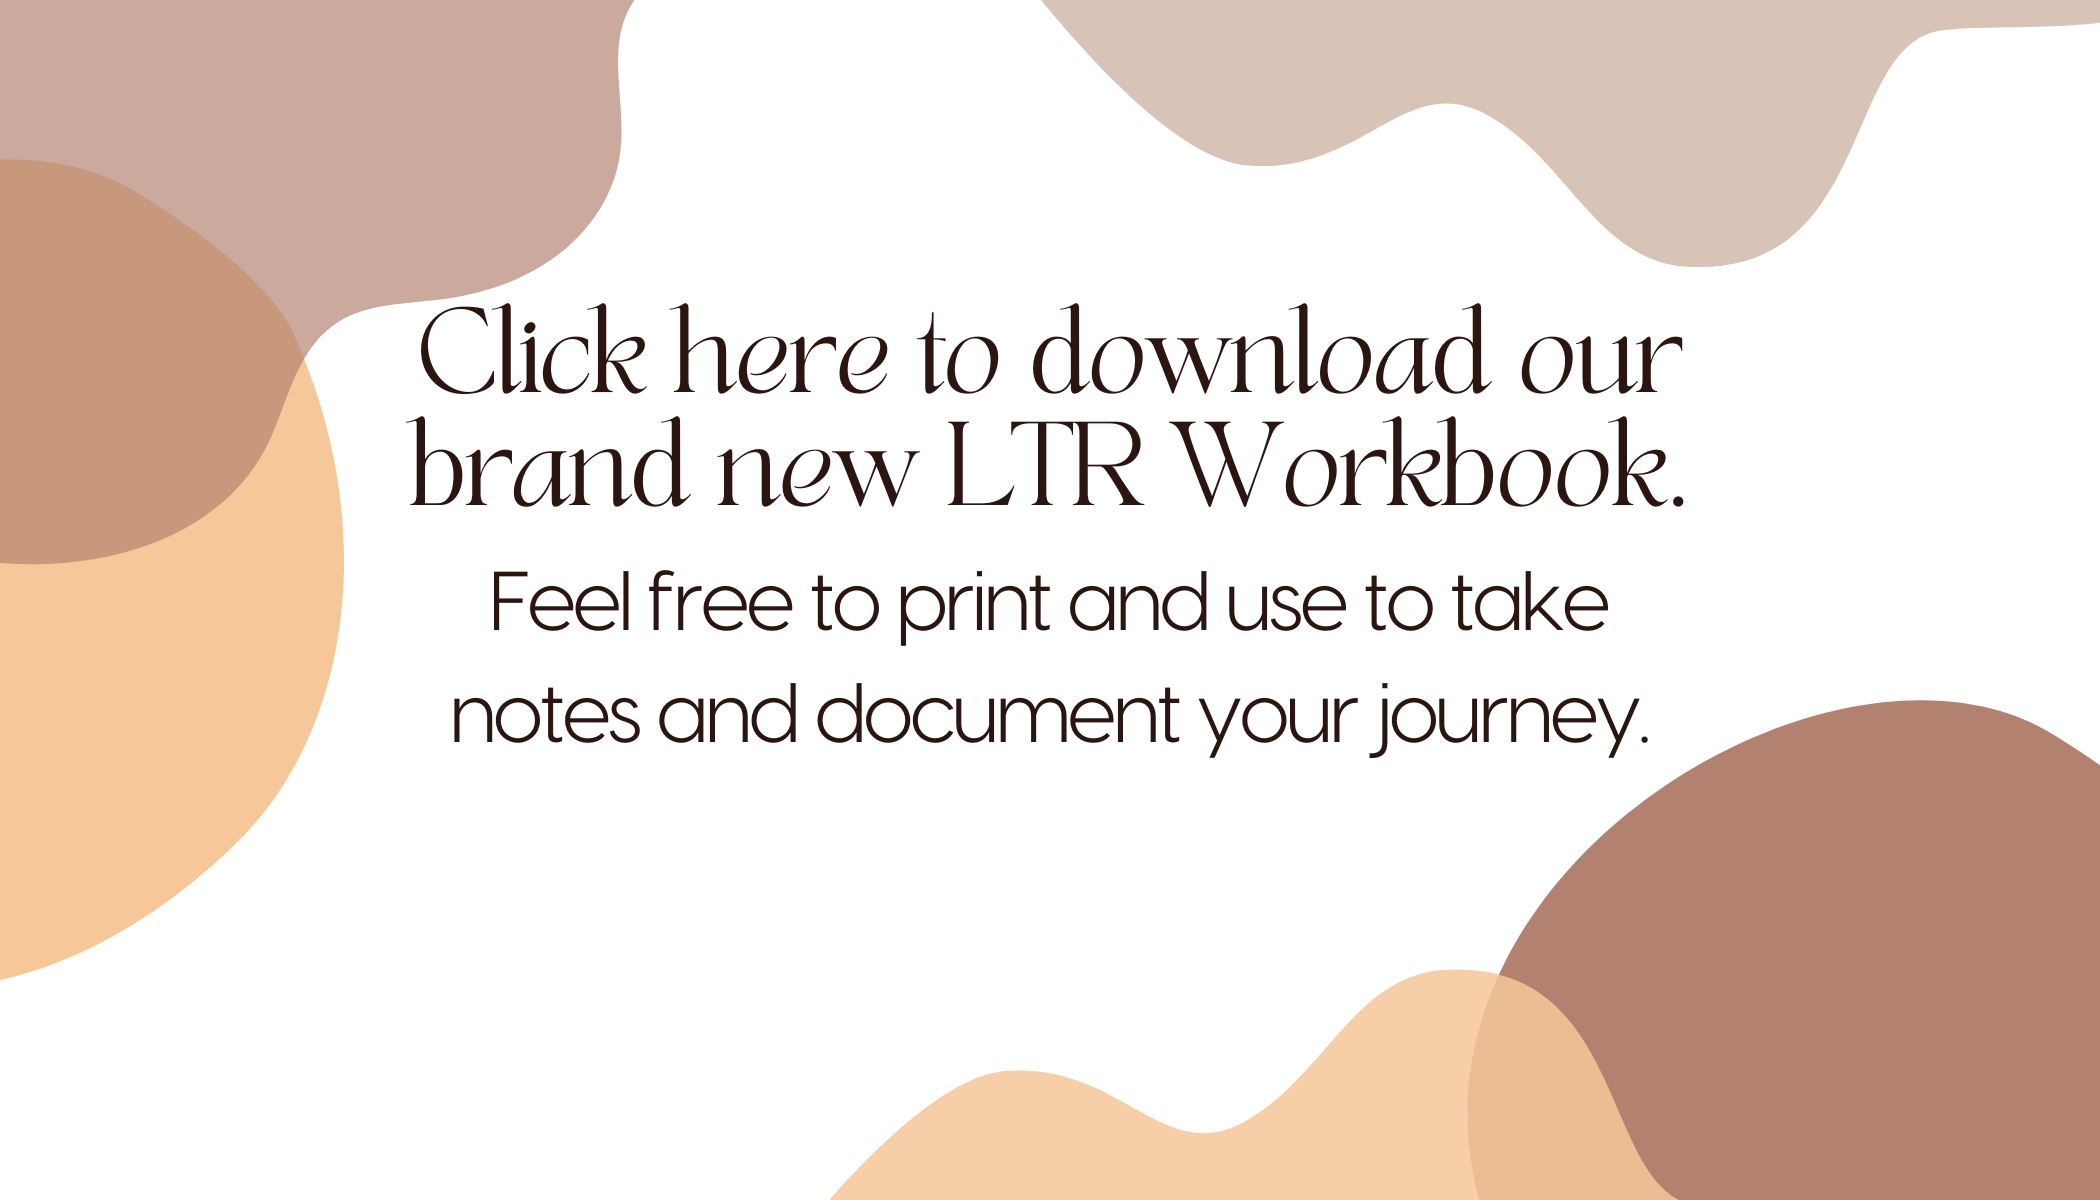 Click here to download our
brand new LTR Workbook.
Feel free to print and use to take
notes and document your journey.